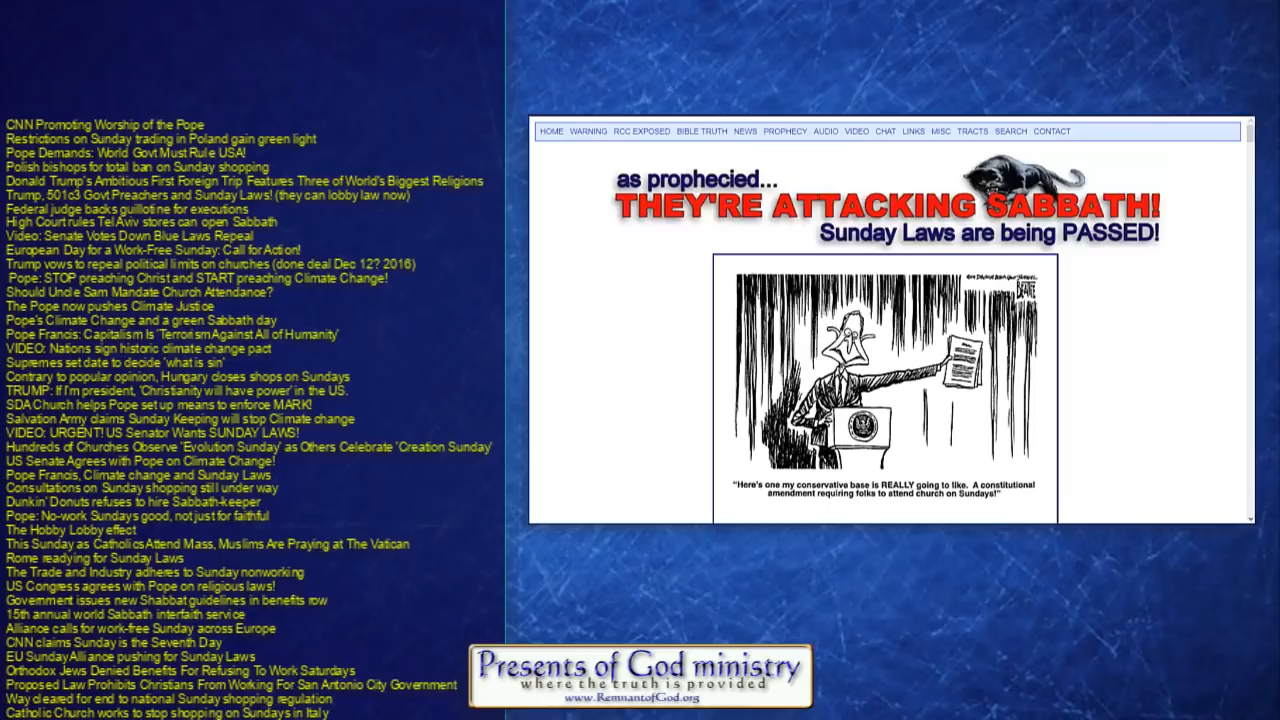 CNN Promoting Worship of the Pope
Restrictions on Sunday trading in Poland gain green light
Pope Demands: World Govt Must Rule USA!
Polish bishops for total ban on Sunday shopping
Donald Trump's Ambitious First Foreign Trip Features Three of World's Biggest Religions
Trump, 501c3 Govt Preachers and Sunday Laws! (they can lobby law now)
Federal judge backs guillotine for executions
High Court rules Tel Aviv stores can open Sabbath
Video: Senate Votes Down Blue Laws Repeal
European Day for a Work-Free Sunday: Call for Action!
Trump vows to repeal political limits on churches (done deal Dec 12? 2016)
Pope: STOP preaching Christ and START preaching Climate Change!
Should Uncle Sam Mandate Church Attendance?
The Pope now pushes Climate Justice
Pope's Climate Change and a green Sabbath day
Pope Francis: Capitalism Is 'Terrorism Against All of Humanity'
VIDEO: Nations sign historic climate change pact
Supremes set date to decide 'what is sin'
Contrary to popular opinion, Hungary closes shops on Sundays
TRUMP: If I'm president, 'Christianity will have power' in the US.
SDA Church helps Pope set up means to enforce MARK!
Salvation Army claims Sunday Keeping will stop Climate change
VIDEO: URGENT! US Senator Wants SUNDAY LAWS!
Hundreds of Churches Observe 'Evolution Sunday' as Others Celebrate 'Creation Sunday'
US Senate Agrees with Pope on Climate Change!
Pope Francis, Climate change and Sunday Laws
Consultations on Sunday shopping still under way
Dunkin' Donuts refuses to hire Sabbath-keeper
Pope: No-work Sundays good, not just for faithful
The Hobby Lobby effect
This Sunday as Catholics Attend Mass, Muslims Are Praying at The Vatican
Rome readying for Sunday Laws
The Trade and Industry adheres to Sunday nonworking
US Congress agrees with Pope on religious laws!
Government issues new Shabbat guidelines in benefits row
15th annual world Sabbath interfaith service
Alliance calls for work-free Sunday across Europe
CNN claims Sunday is the Seventh Day
EU Sunday Alliance pushing for Sunday Laws
Orthodox Jews Denied Benefits For Refusing To Work Saturdays
Proposed Law Prohibits Christians From Working For San Antonio City Government
Way cleared for end to national Sunday shopping regulation
Catholic Church works to stop shopping on Sundays in Italy
HOME WARNING RCC EXPOSED BIBLE TRUTH NEWS PROPHECY AUDIO VIDEO CHAT LINKS MISC TRACTS SEARCH CONTACT
as prophecied...
THEY'RE ATTACKING SABBATH!
Sunday Laws are being PASSED!
"Here's one my conservative base is REALLY going to like. A constitutional
amendment requiring folks to attend church on Sundays!"
Presents of God ministry
where the truth is provided
www.RemnantofGod.org